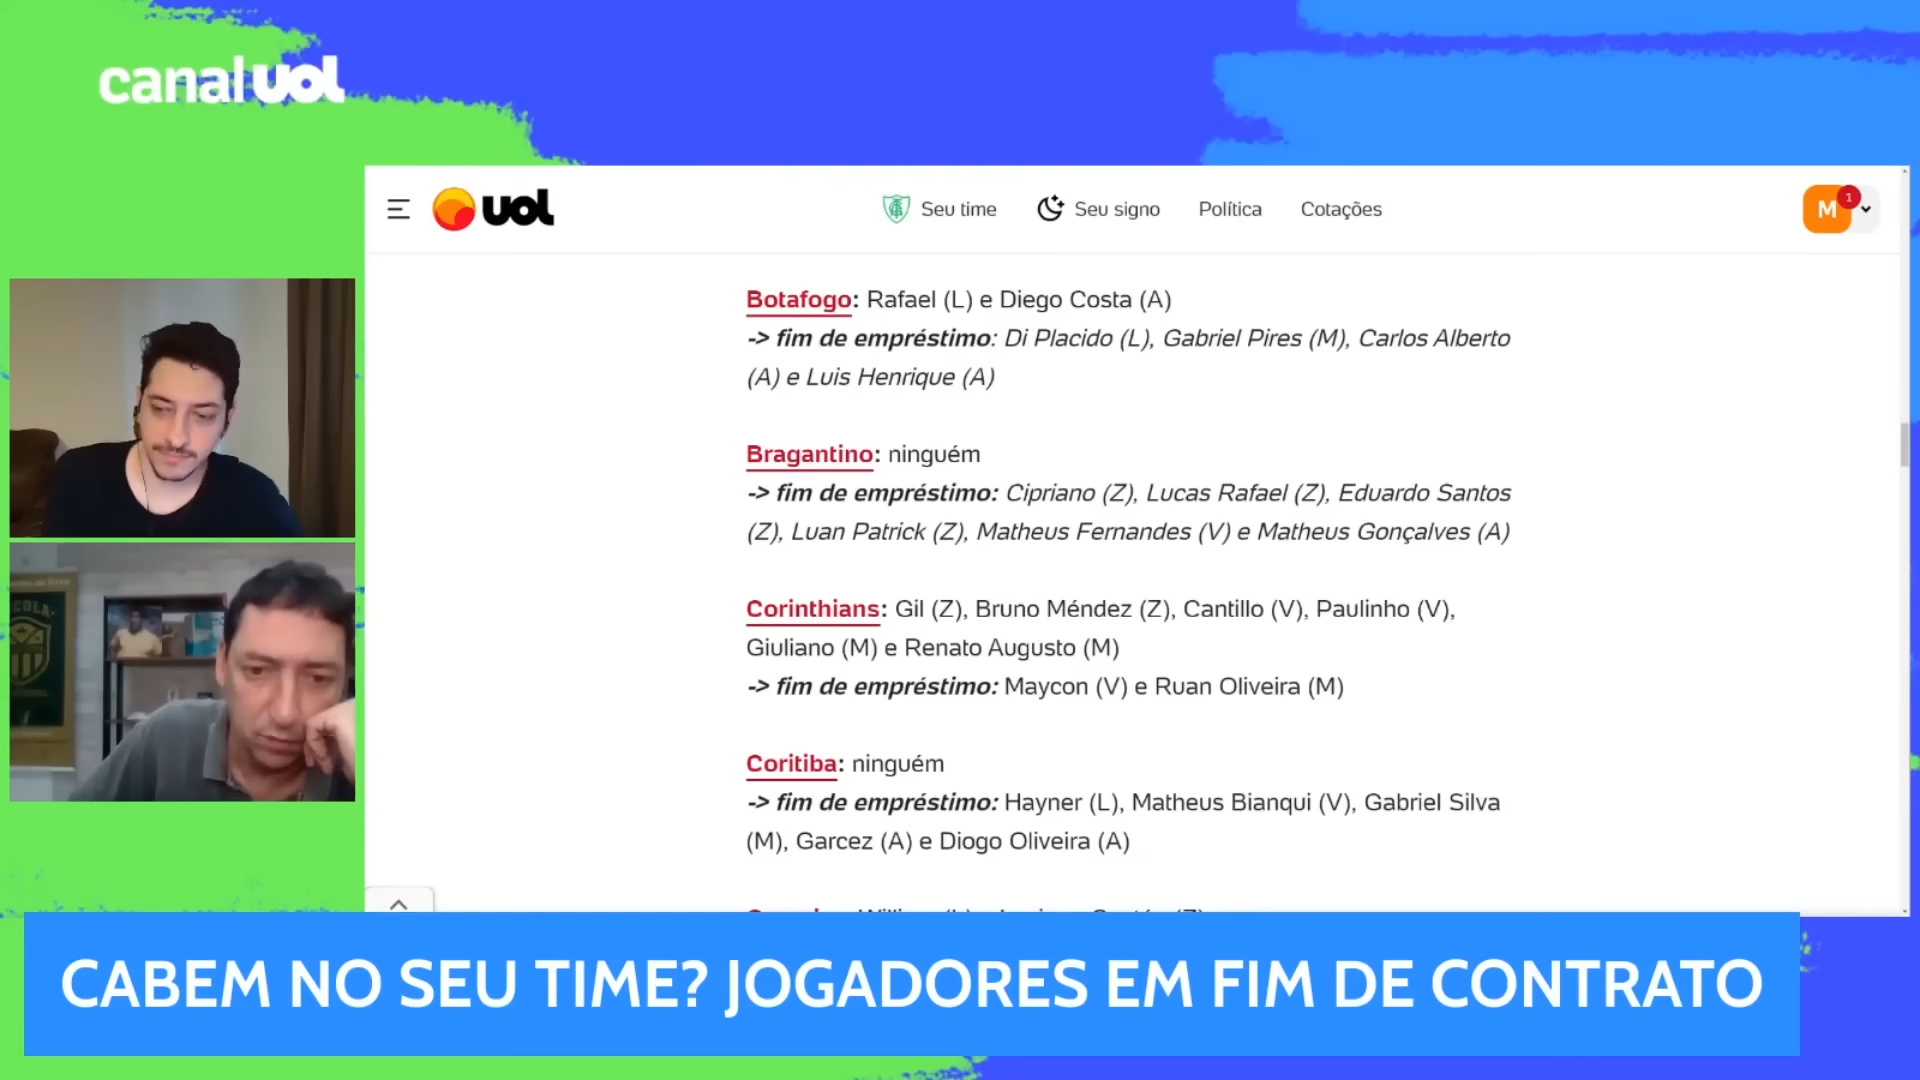 canal uol
uol
Seu time
Seu signo
Política
Cotações
M
1
Botafogo: Rafael (L) e Diego Costa (A)
-> fim de empréstimo: Di Placido (L), Gabriel Pires (M), Carlos Alberto
(A) e Luis Henrique (A)
Bragantino: ninguém
-> fim de empréstimo: Cipriano (Z), Lucas Rafael (Z), Eduardo Santos
(Z), Luan Patrick (Z), Matheus Fernandes (V) e Matheus Gonçalves (A)
Corinthians: Gil (Z), Bruno Méndez (Z), Cantillo (V), Paulinho (V),
Giuliano (M) e Renato Augusto (M)
-> fim de empréstimo: Maycon (V) e Ruan Oliveira (M)
Coritiba: ninguém
-> fim de empréstimo: Hayner (L), Matheus Bianqui (V), Gabriel Silva
(M), Garcez (A) e Diogo Oliveira (A)
CABEM NO SEU TIME? JOGADORES EM FIM DE CONTRATO